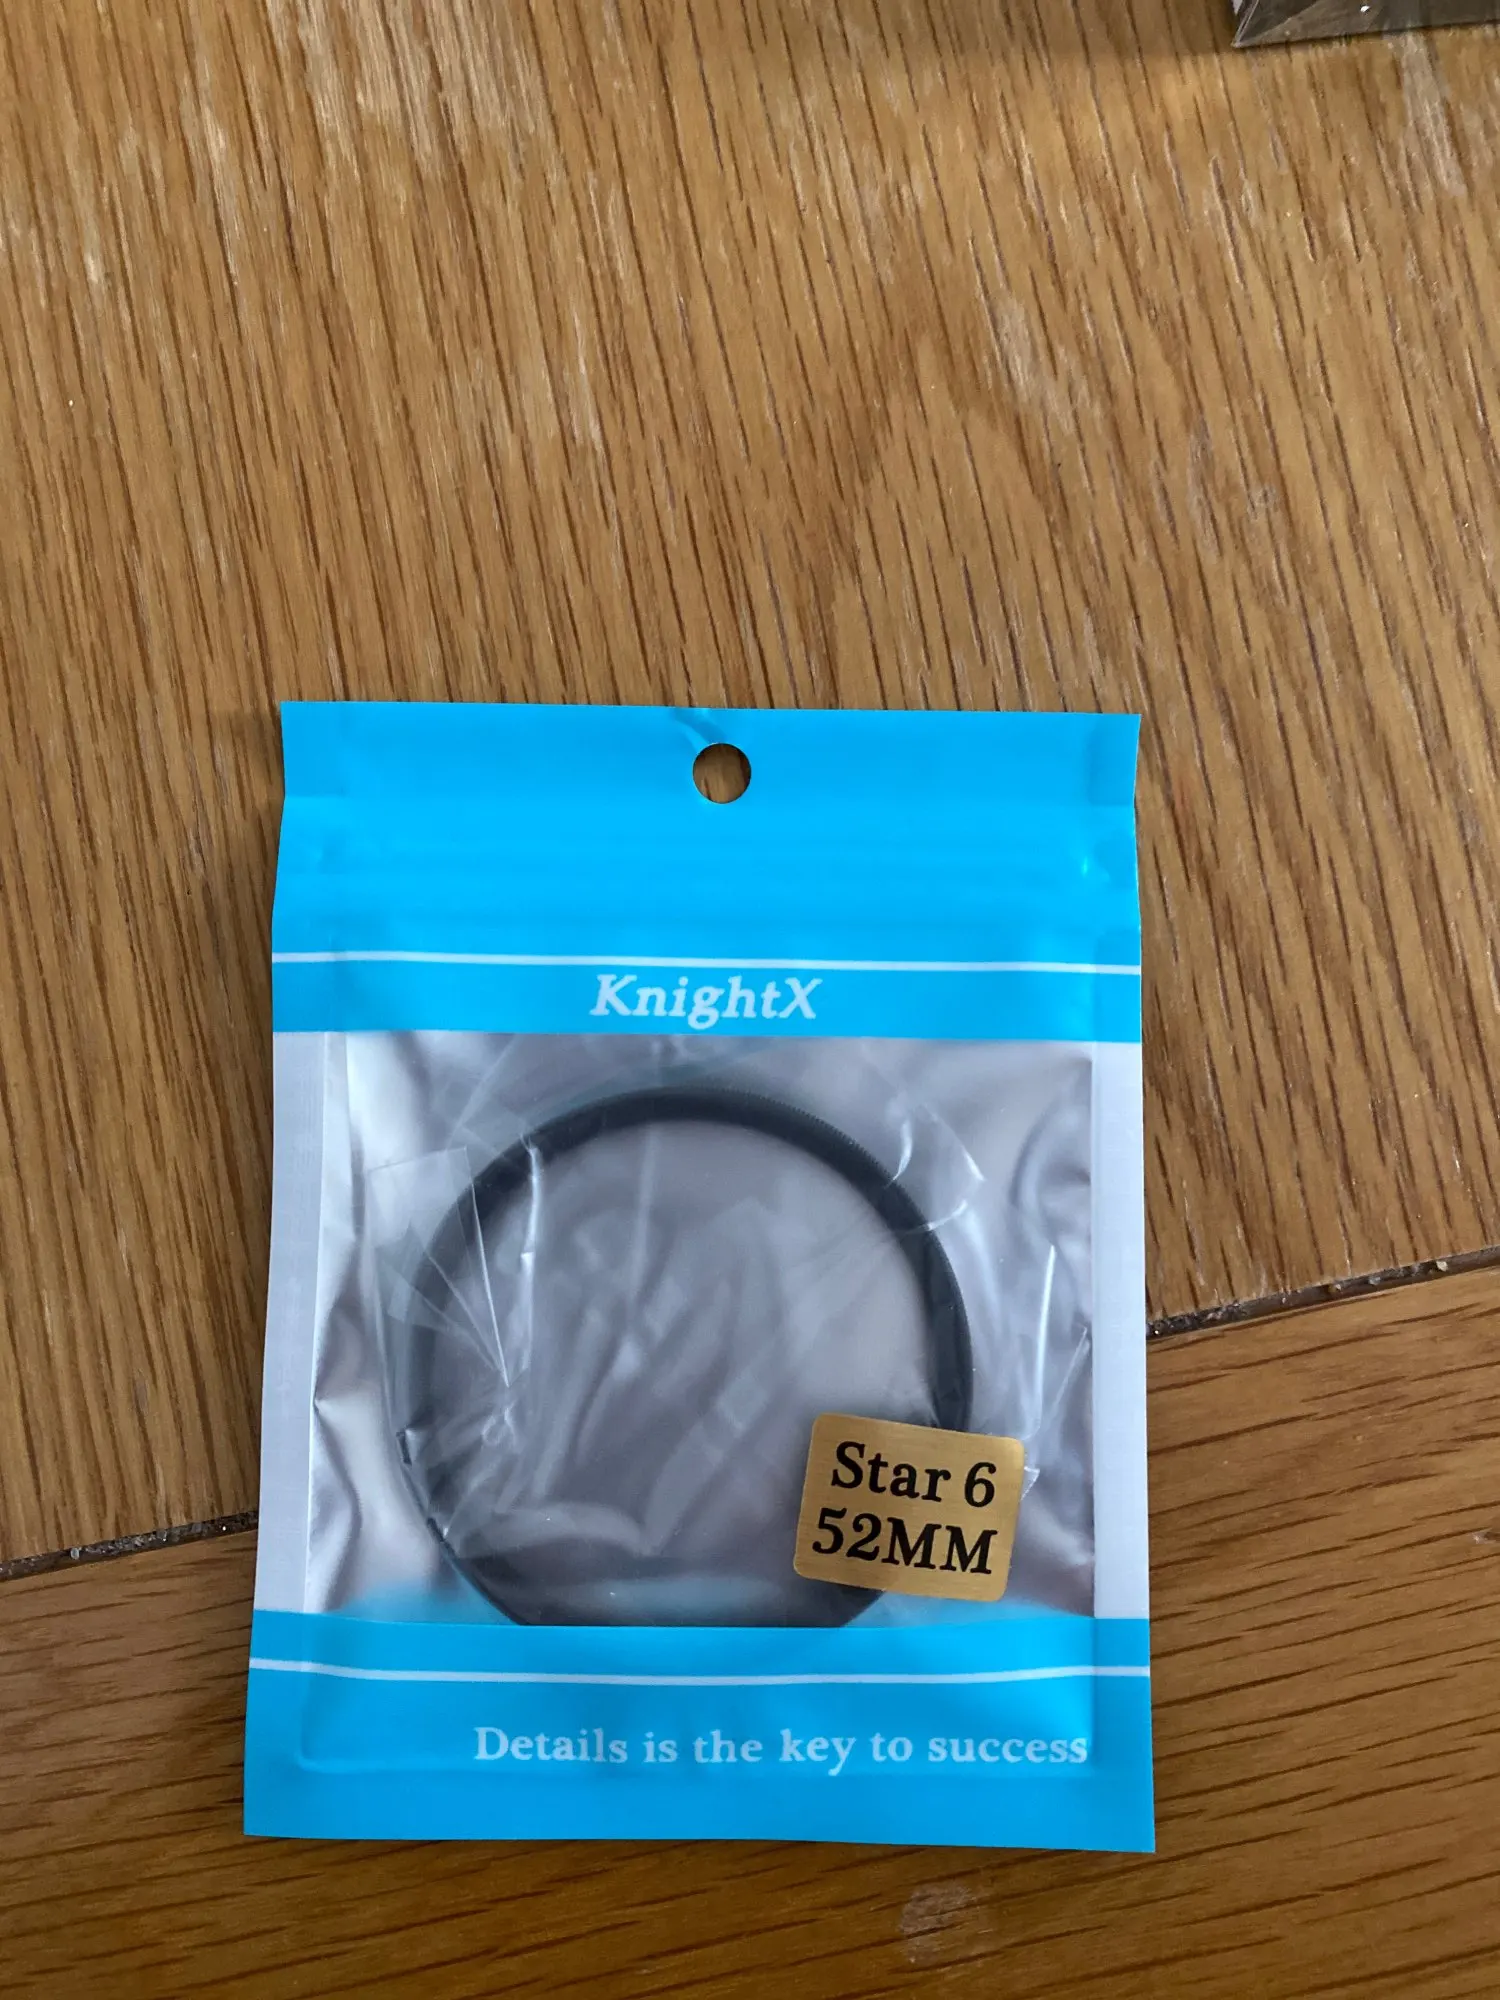 KnightX
Star 6
52MM
Details is the key to success